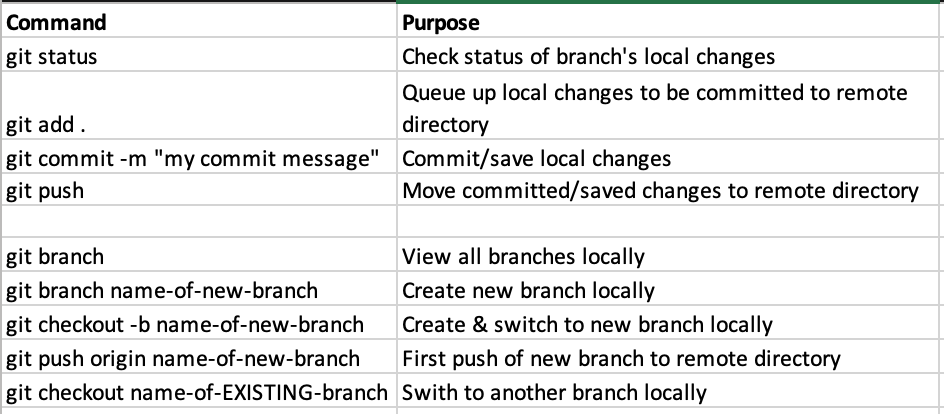 Command Purpose
git status Check status of branch's local changes
Queue up local changes to be committed to remote
git add . directory
git commit -m "my commit message" Commit/save local changes
git push Move committed/saved changes to remote directory
git branch View all branches locally
git branch name-of-new-branch Create new branch locally
git checkout -b name-of-new-branch Create & switch to new branch locally
git push origin name-of-new-branch First push of new branch to remote directory
git checkout name-of-EXISTING-branch Swith to another branch locally